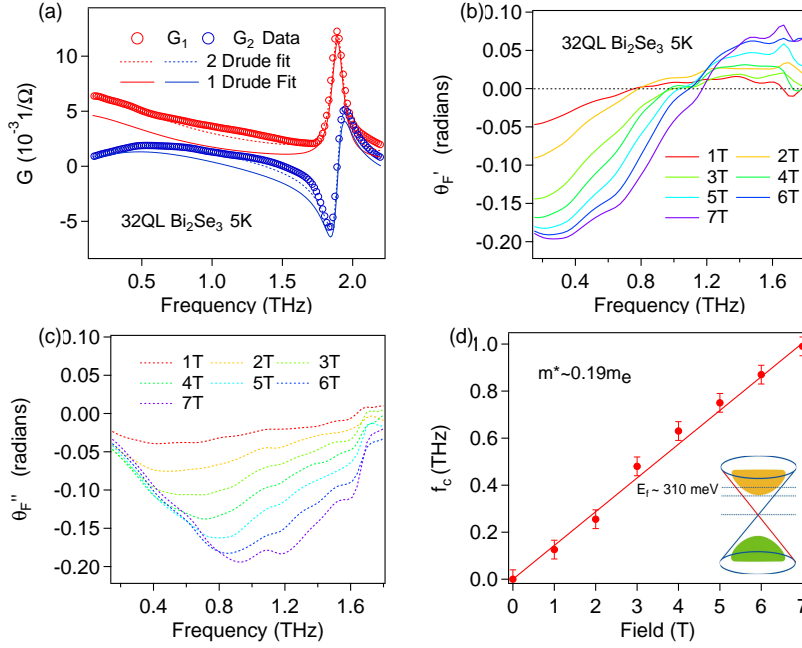 (a)
G₁ G₂ Data
2 Drude fit
1 Drude Fit
10
5
0
-5
G (10⁻³ 1/Ω)
32QL Bi₂Se₃ 5K
0.5 1.0 1.5 2.0
Frequency (THz)
(b)
32QL Bi₂Se₃ 5K
0.10
0.05
0.00
-0.05
-0.10
-0.15
-0.20
θF' (radians)
1T 2T
3T 4T
5T 6T
7T
0.4 0.8 1.2 1.6
Frequency (THz)
(c)
0.10
0.05
0.00
-0.05
-0.10
-0.15
-0.20
θF'' (radians)
1T 2T 3T
4T 5T 6T
7T
0.4 0.8 1.2 1.6
Frequency (THz)
(d)
m*~0.19mₑ
1.0
0.8
0.6
0.4
0.2
0.0
fc (THz)
Ef ~ 310 meV
0 1 2 3 4 5 6 7
Field (T)